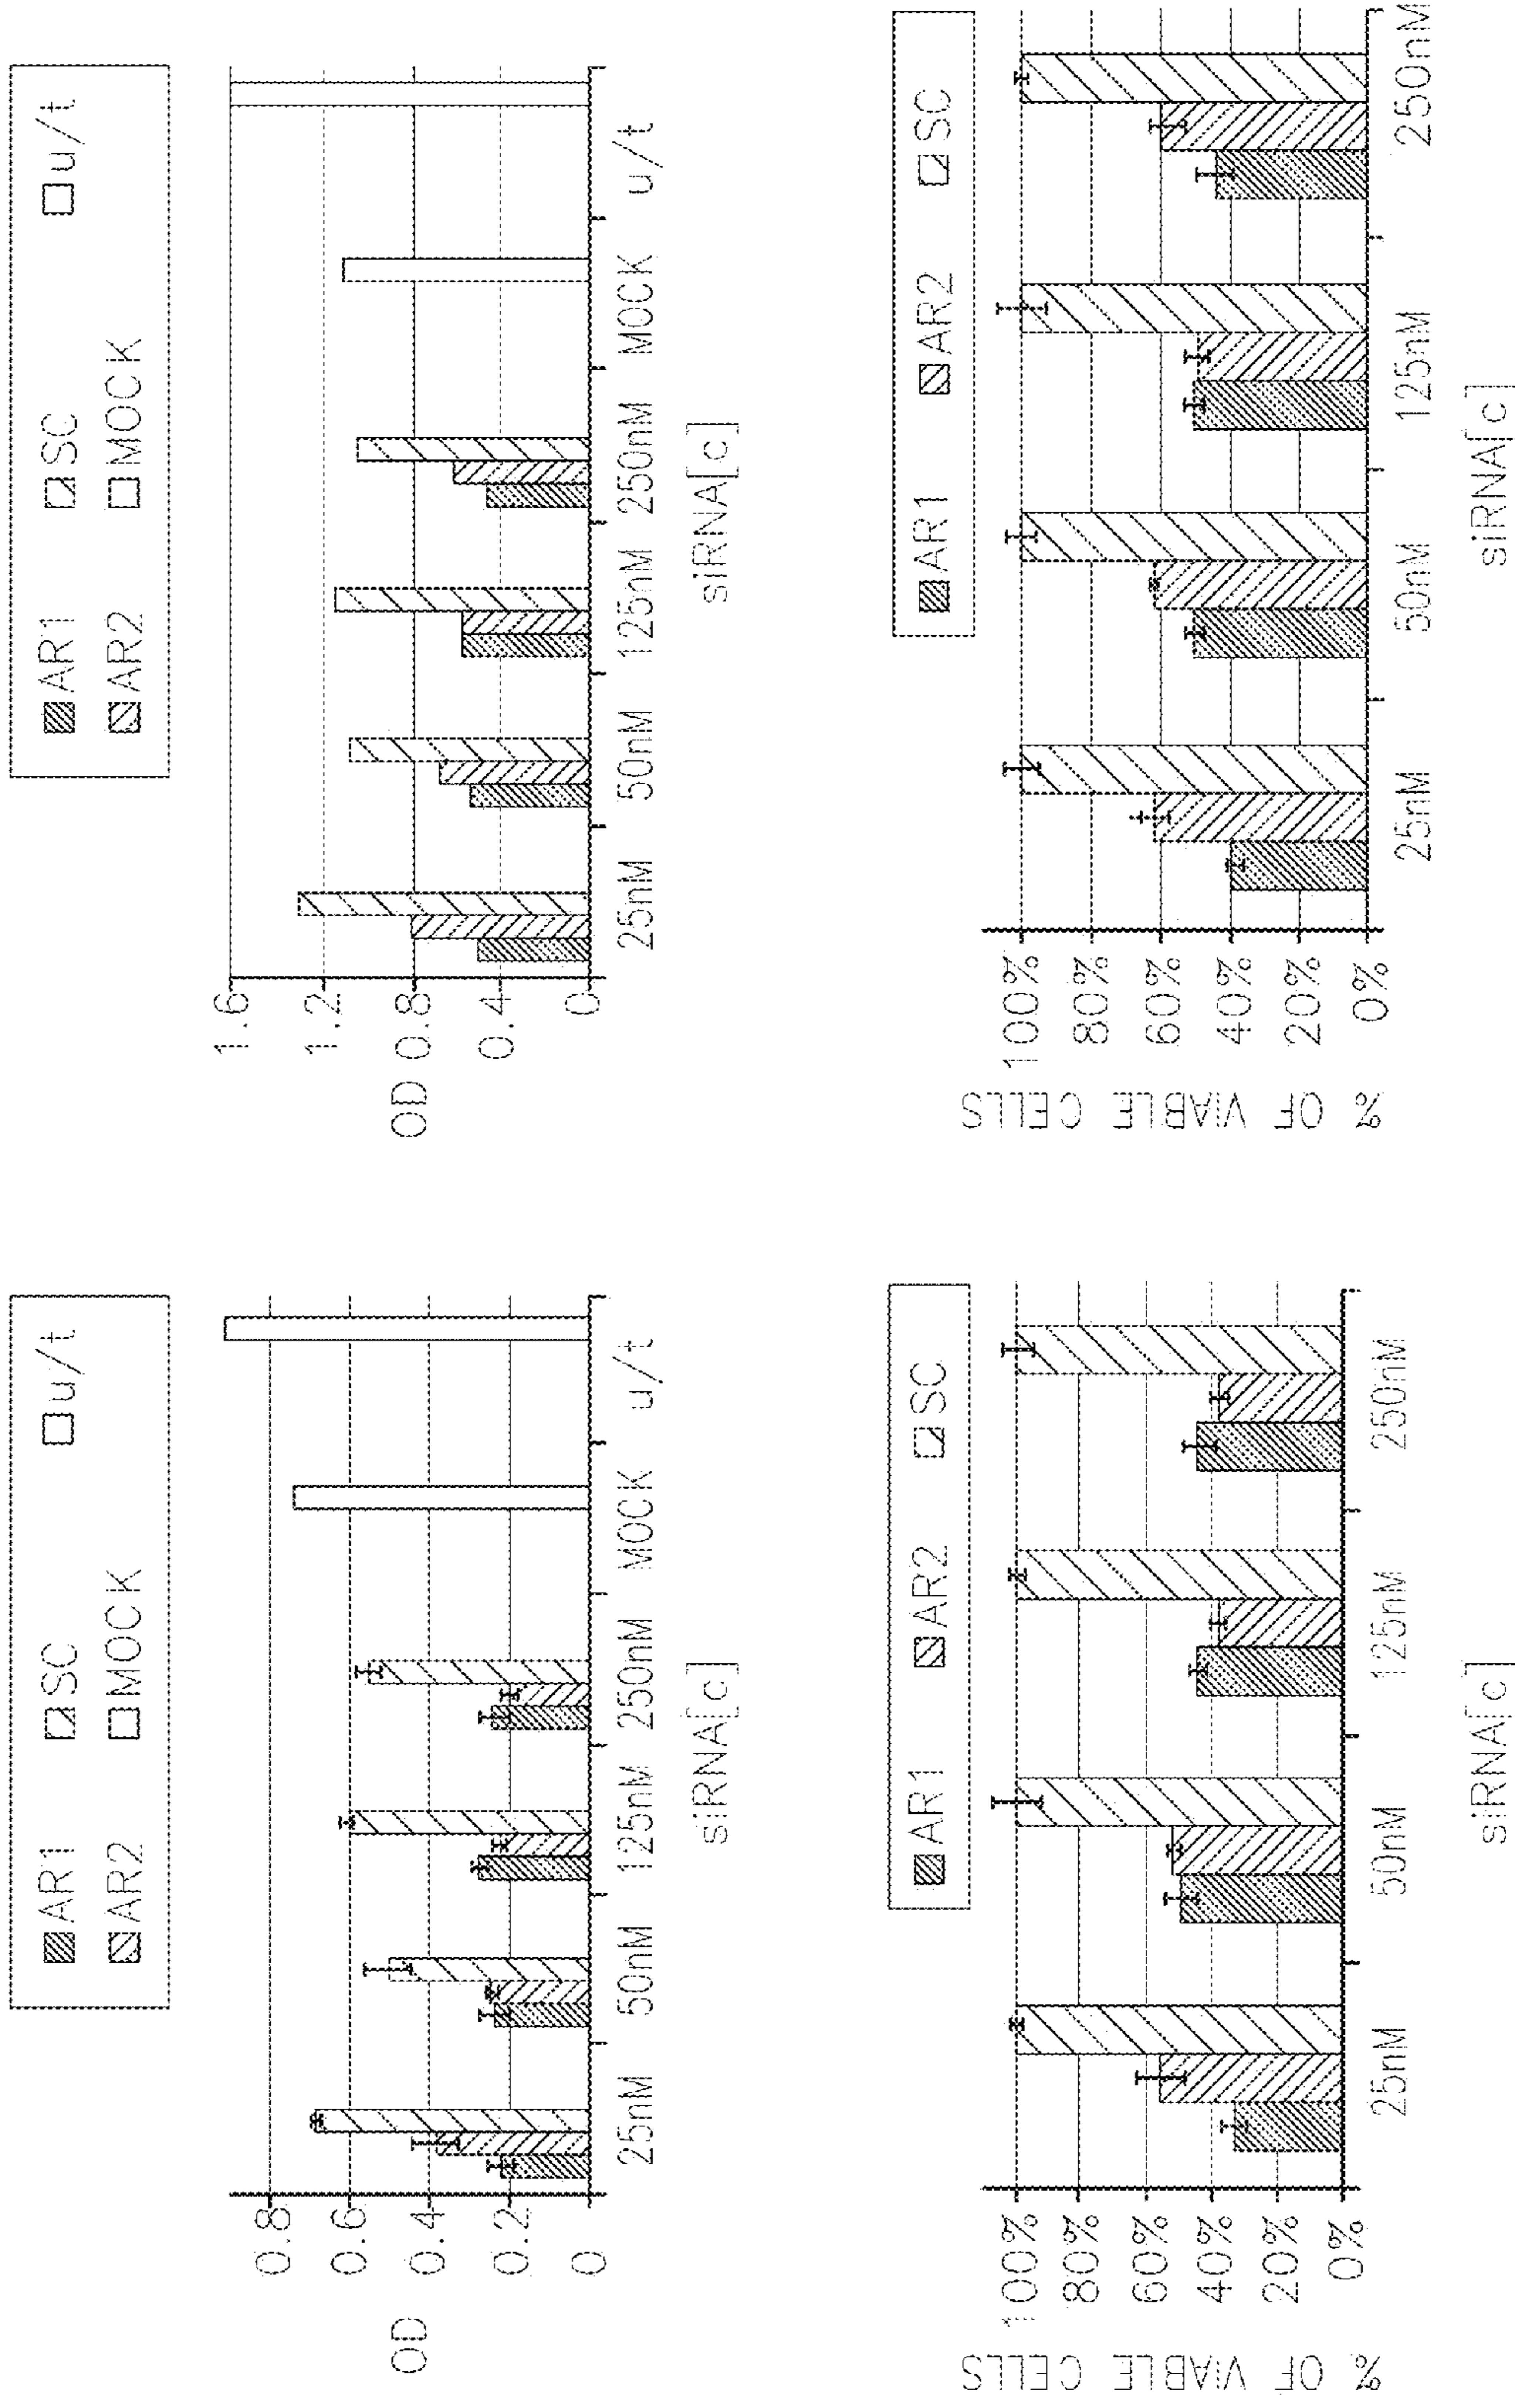 AR1 SC u/t
AR2 MOCK
OD
0.8
0.6
0.4
0.2
0
25nM 50nM 125nM 250nM MOCK u/t
siRNA[c]
AR1 SC u/t
AR2 MOCK
OD
1.6
1.2
0.8
0.4
0
25nM 50nM 125nM 250nM MOCK u/t
siRNA[c]
AR1 AR2 SC
% OF VIABLE CELLS
100%
80%
60%
40%
20%
0%
25nM 50nM 125nM 250nM
siRNA[c]
AR1 AR2 SC
% OF VIABLE CELLS
100%
80%
60%
40%
20%
0%
25nM 50nM 125nM 250nM
siRNA[c]